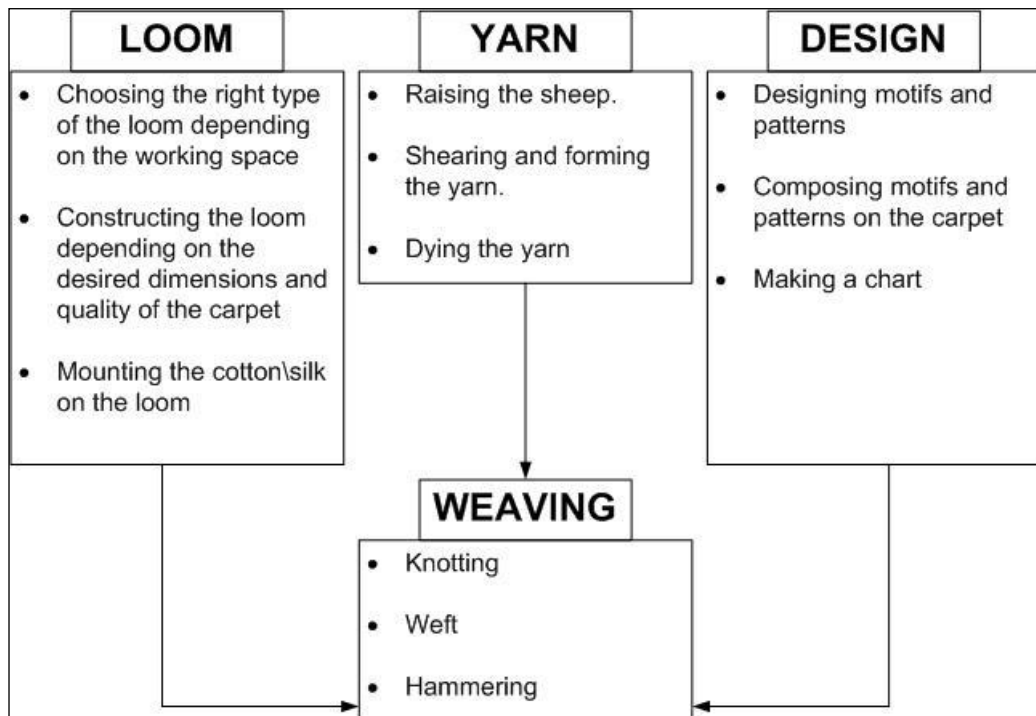 LOOM
• Choosing the right type
of the loom depending
on the working space
• Constructing the loom
depending on the
desired dimensions and
quality of the carpet
• Mounting the cotton\silk
on the loom
YARN
• Raising the sheep.
• Shearing and forming
the yarn.
• Dying the yarn
DESIGN
• Designing motifs and
patterns
• Composing motifs and
patterns on the carpet
• Making a chart
WEAVING
• Knotting
• Weft
• Hammering